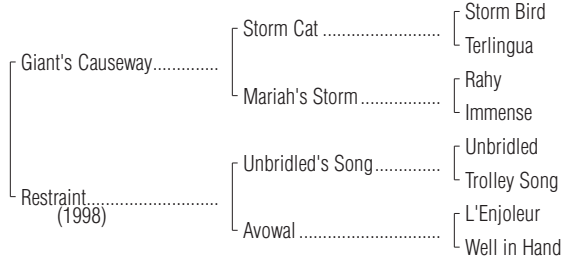 Storm Bird
Storm Cat ........................
Terlingua
Giant's Causeway..............
Rahy
Mariah's Storm .................
Immense
Unbridled
Unbridled's Song..............
Trolley Song
Restraint............................
(1998)
L'Enjoleur
Avowal .............................
Well in Hand